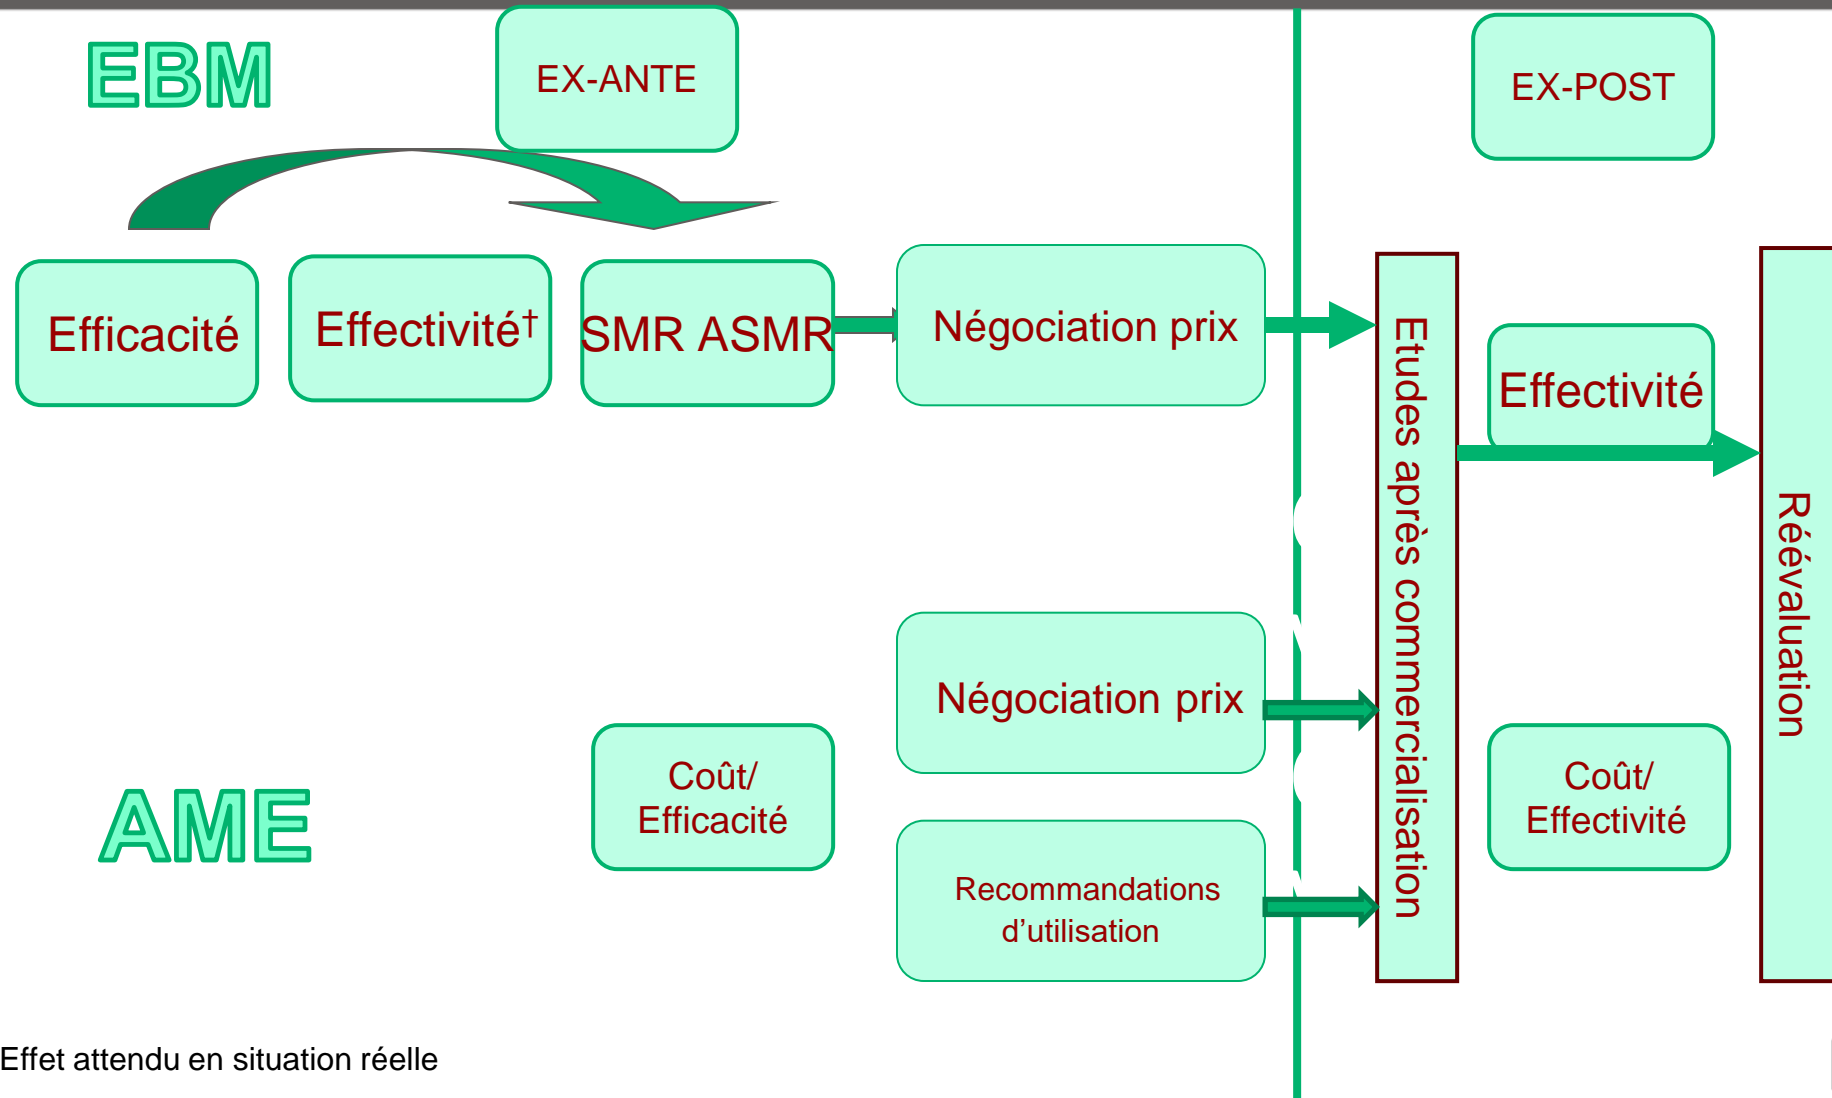 EBM
EX-ANTE
EX-POST
Efficacité
Effectivité†
SMR ASMR
Négociation prix
Etudes après commercialisation
Effectivité
Réévaluation
Négociation prix
AME
Coût/
Efficacité
Recommandations
d’utilisation
Coût/
Effectivité
Effet attendu en situation réelle